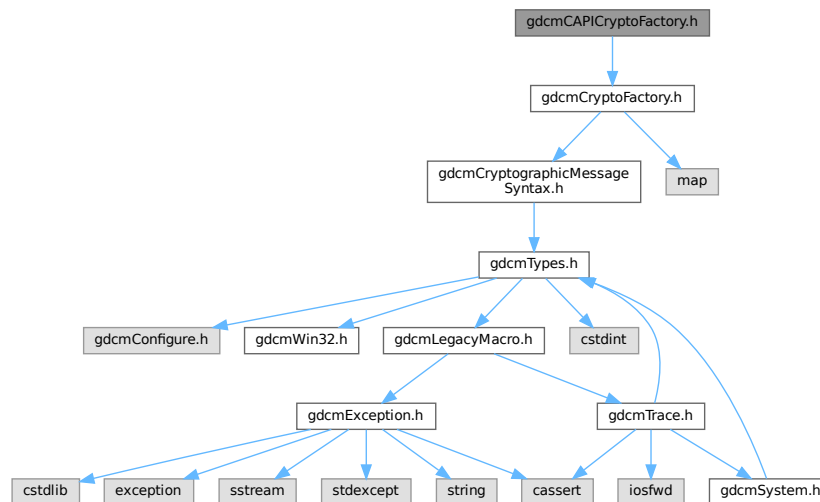 gdcmCAPICryptoFactory.h
gdcmCryptoFactory.h
gdcmCryptographicMessage
Syntax.h
map
gdcmTypes.h
gdcmConfigure.h
gdcmWin32.h
gdcmLegacyMacro.h
cstdint
gdcmException.h
gdcmTrace.h
cstdlib
exception
sstream
stdexcept
string
cassert
iosfwd
gdcmSystem.h